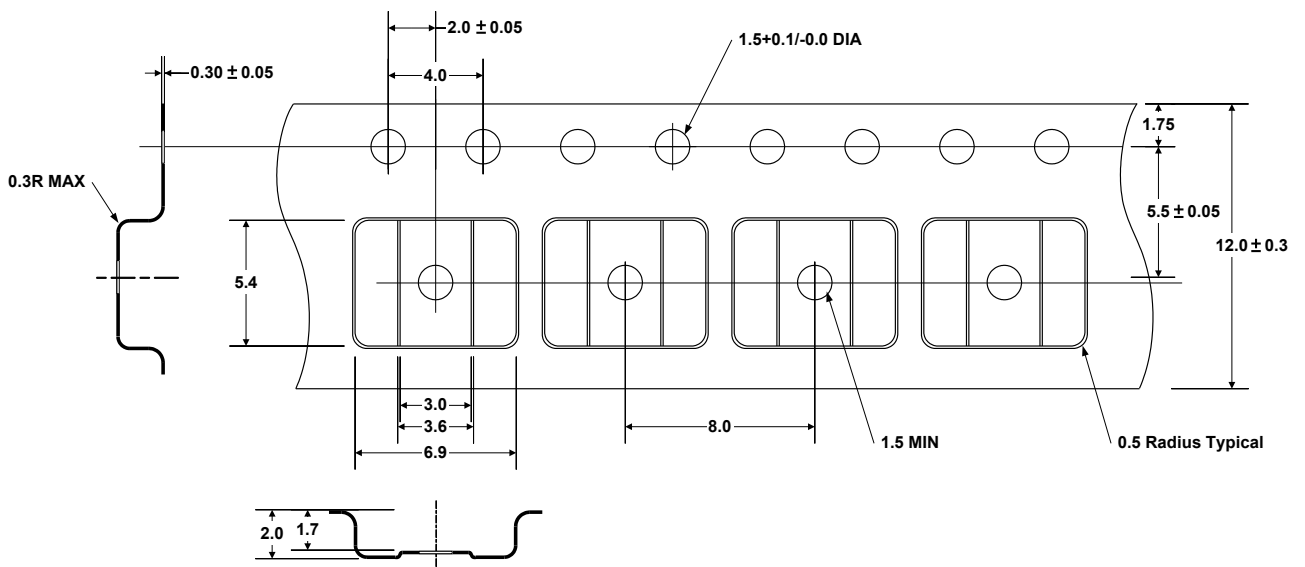 2.0 ± 0.05
1.5+0.1/-0.0 DIA
0.30 ± 0.05
4.0
1.75
0.3R MAX
5.5 ± 0.05
12.0 ± 0.3
5.4
3.0
3.6
8.0
1.5 MIN
0.5 Radius Typical
6.9
2.0
1.7